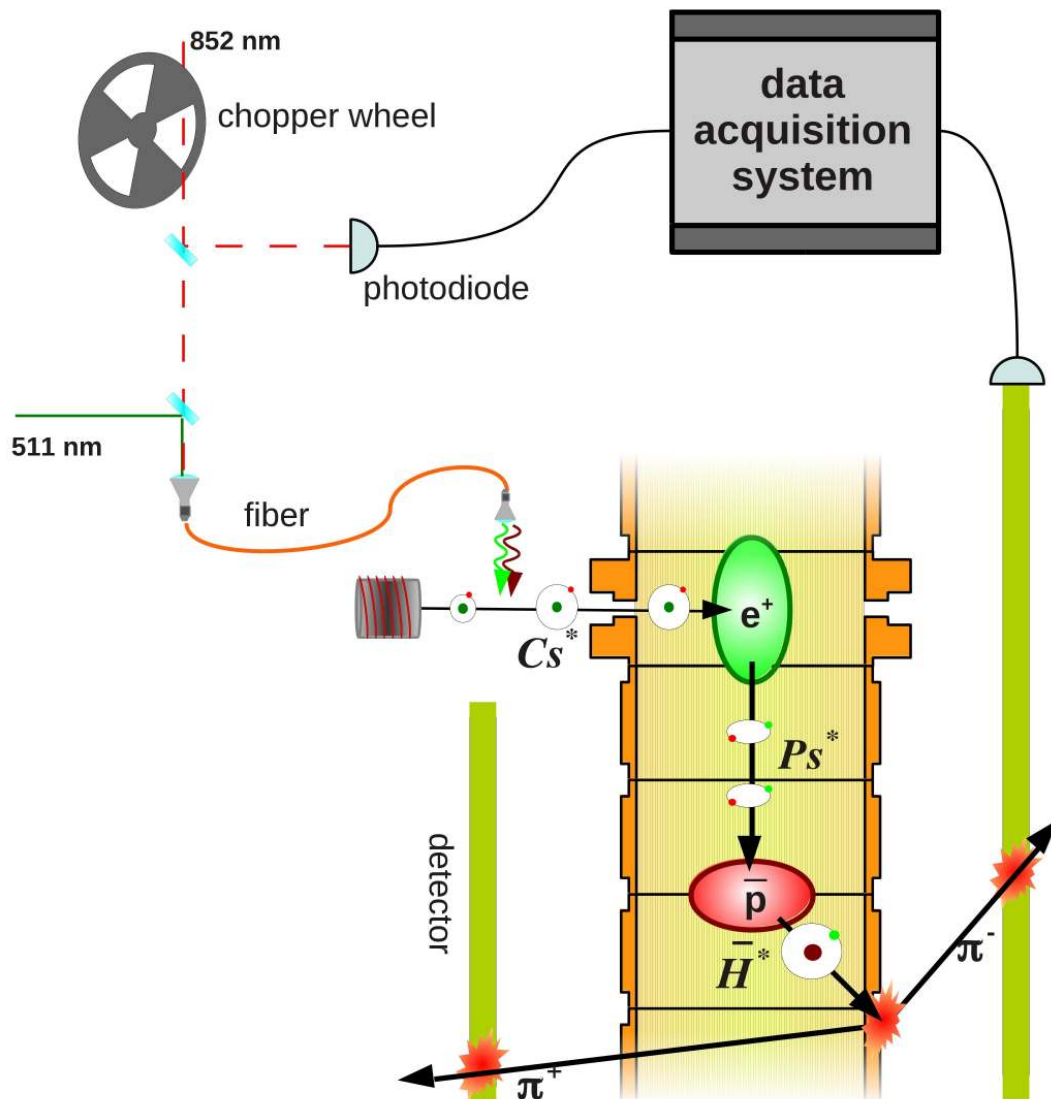 852 nm
chopper wheel
data
acquisition
system
photodiode
511 nm
fiber
e⁺
Cs*
Ps*
detector
p̅
H̅*
π⁻
π⁺